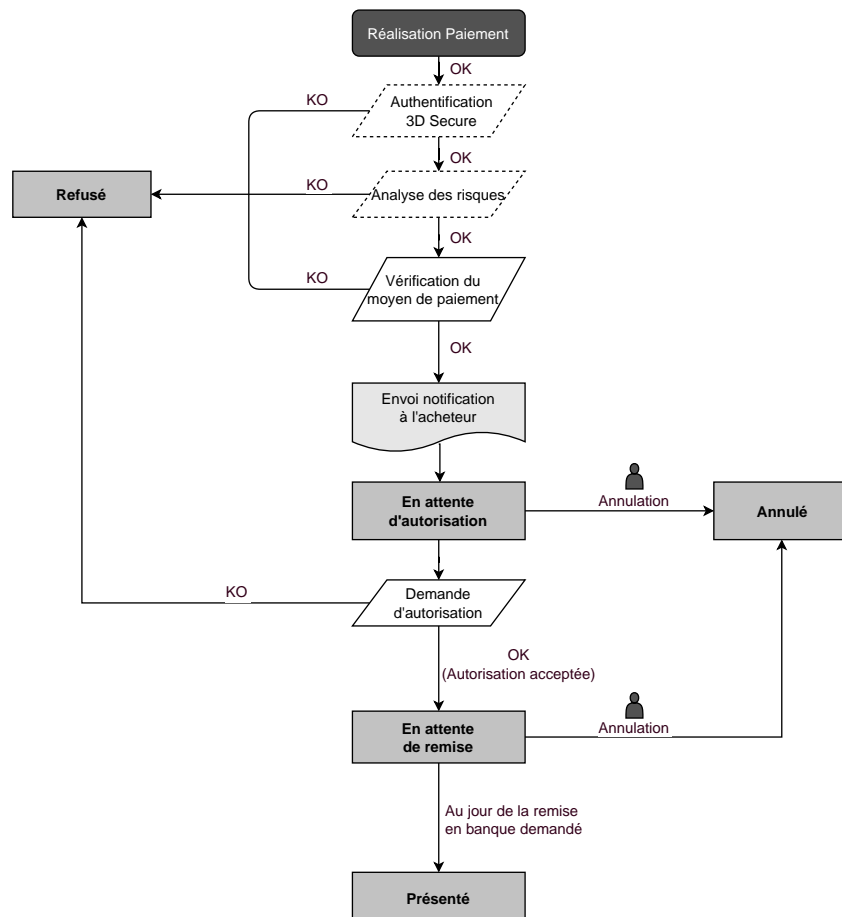 Réalisation Paiement
OK
KO
Authentification
3D Secure
OK
Refusé
KO
Analyse des risques
OK
KO
Vérification du
moyen de paiement
OK
Envoi notification
à l'acheteur
En attente
d'autorisation
Annulation
Annulé
KO
Demande
d'autorisation
OK
(Autorisation acceptée)
En attente
de remise
Annulation
Au jour de la remise
en banque demandé
Présenté